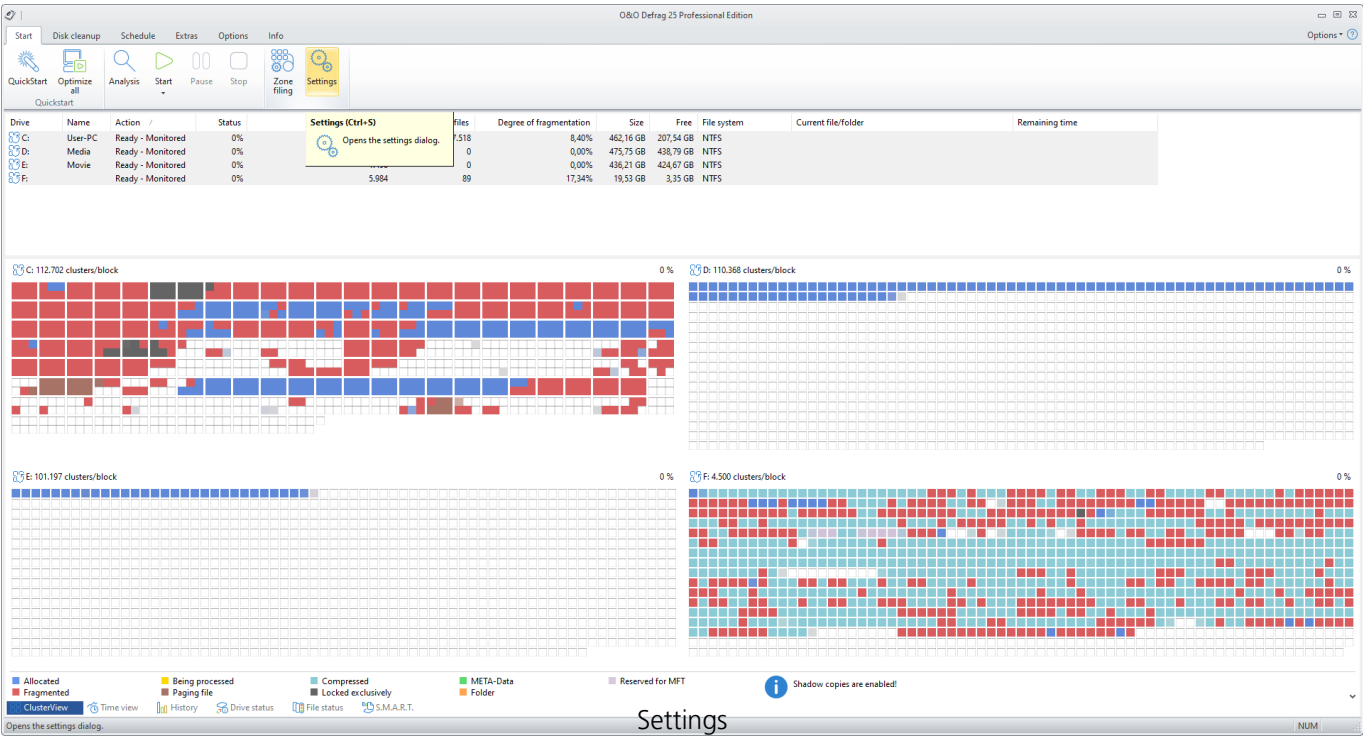 O&O Defrag 25 Professional Edition
Start Disk cleanup Schedule Extras Options Info Options
QuickStart Optimize all Analysis Start Pause Stop Zone filing Settings
Quickstart
Drive Name Action Status files Degree of fragmentation Size Free File system Current file/folder Remaining time
Settings (Ctrl+S)
Opens the settings dialog.
C: User-PC Ready - Monitored 0% 7.518 8,40% 462,16 GB 207,54 GB NTFS
D: Media Ready - Monitored 0% 0 0,00% 475,75 GB 438,79 GB NTFS
E: Movie Ready - Monitored 0% 0 0,00% 436,21 GB 424,67 GB NTFS
F: Ready - Monitored 0% 5.984 89 17,34% 19,53 GB 3,35 GB NTFS
C: 112.702 clusters/block 0 % D: 110.368 clusters/block 0 %
E: 101.197 clusters/block 0 % F: 4.500 clusters/block 0 %
Allocated Being processed Compressed META-Data Reserved for MFT Shadow copies are enabled!
Fragmented Paging file Locked exclusively Folder
ClusterView Time view History Drive status File status S.M.A.R.T.
Settings
Opens the settings dialog. NUM